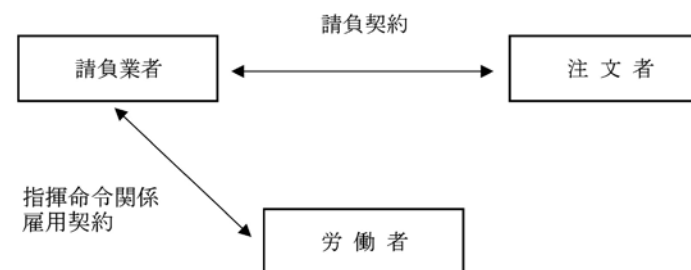 請負契約
請負業者
注文者
指揮命令関係
雇用契約
労働者